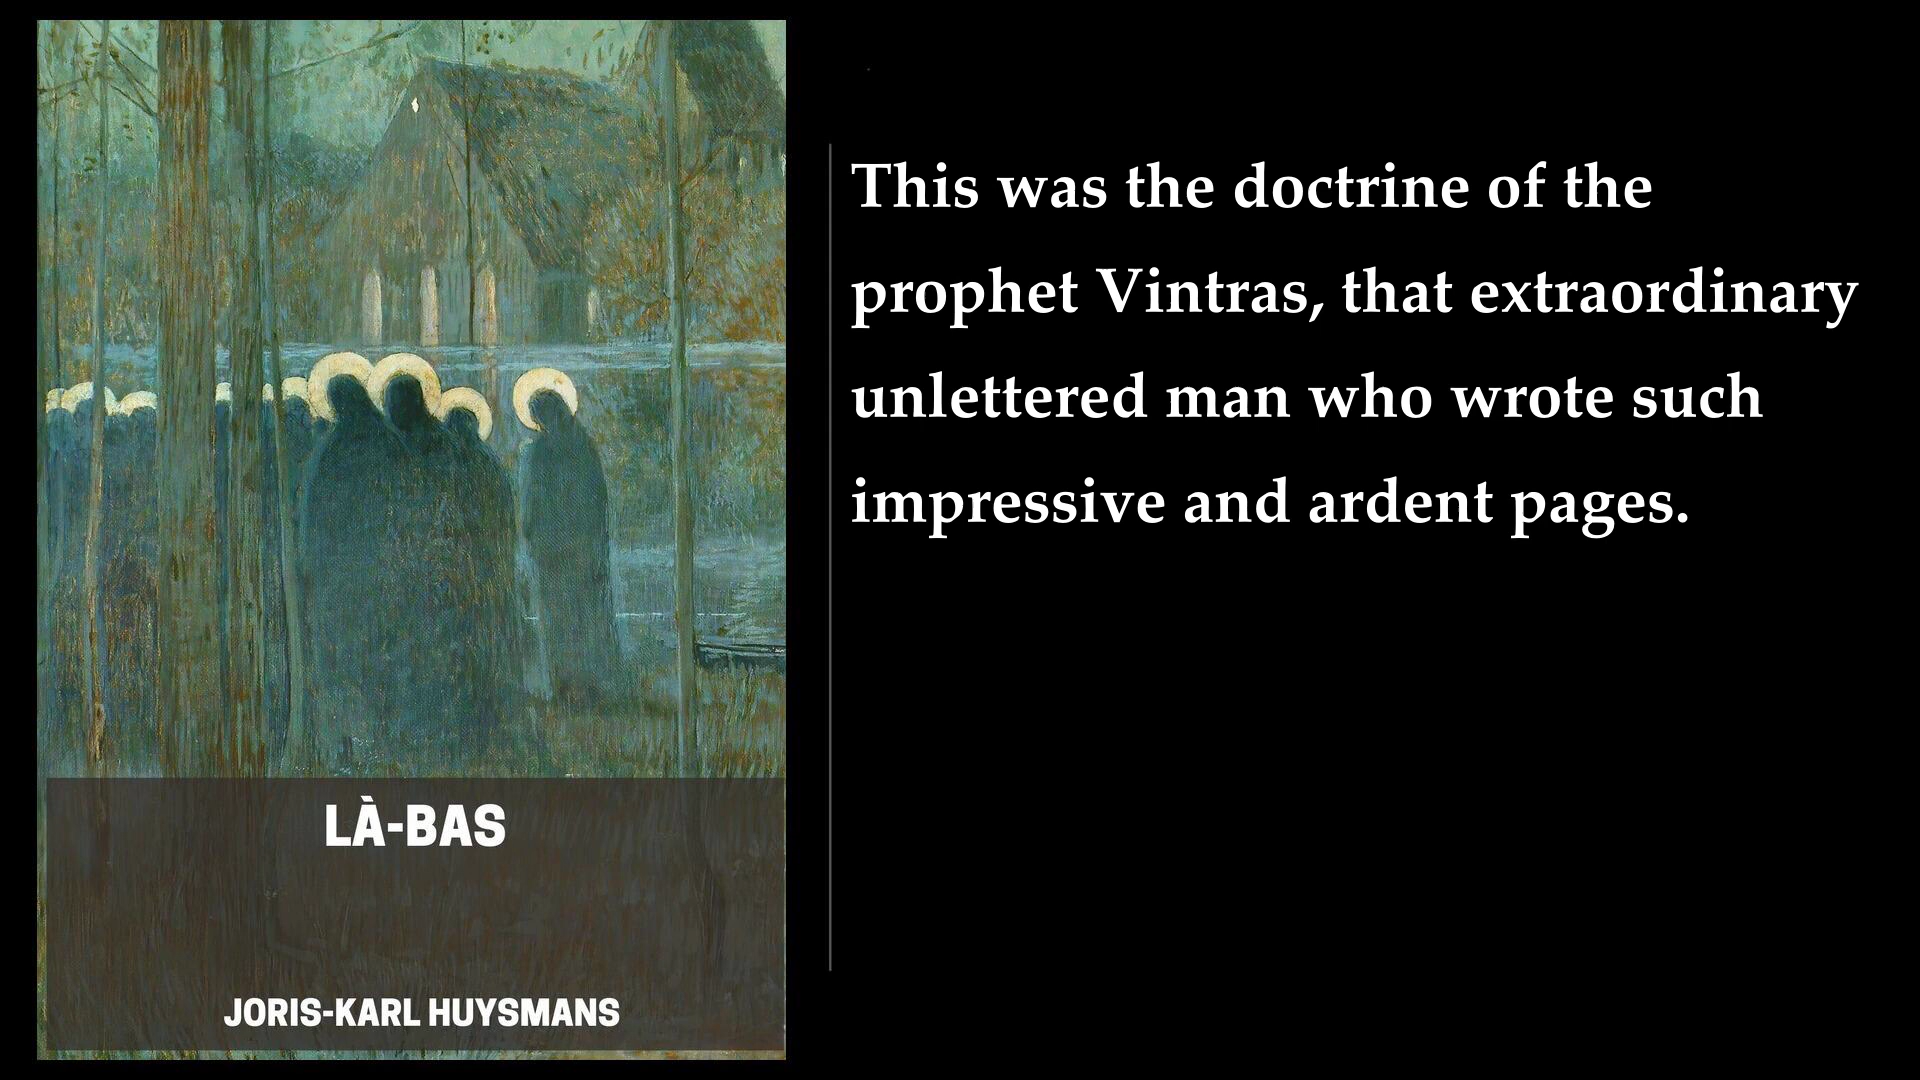 LÀ-BAS
JORIS-KARL HUYSMANS
This was the doctrine of the
prophet Vintras, that extraordinary
unlettered man who wrote such
impressive and ardent pages.